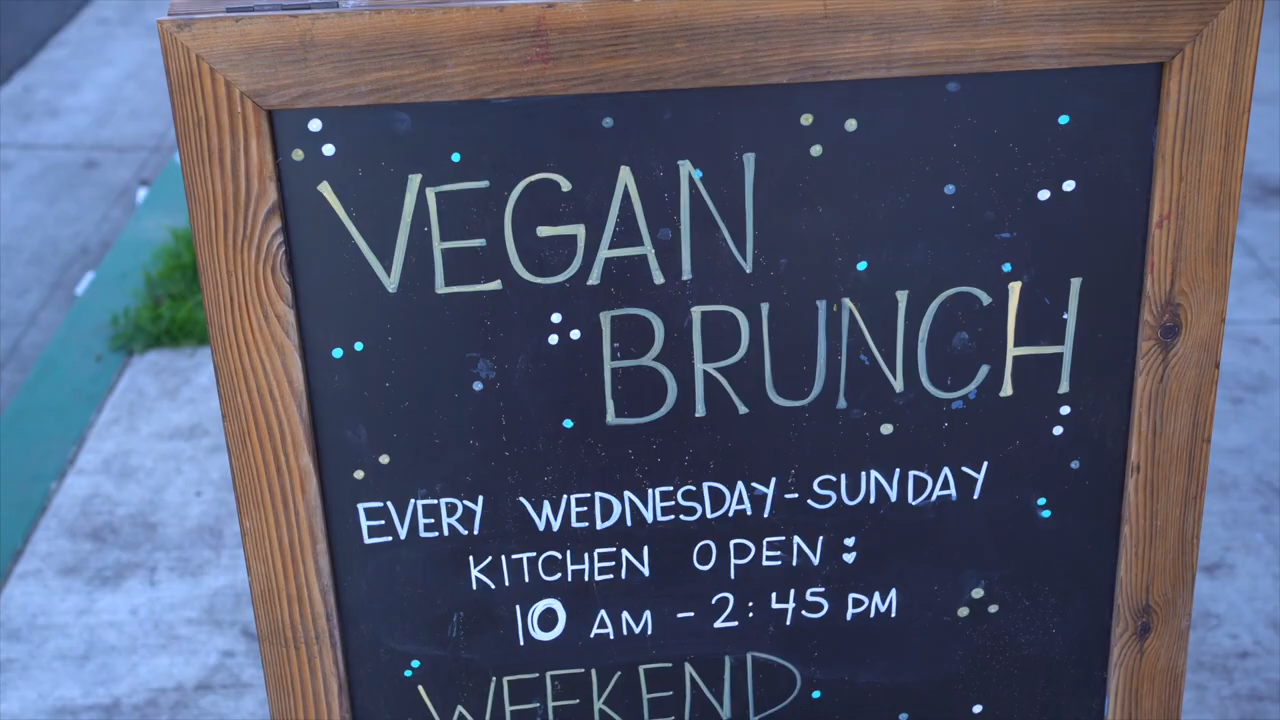 VEGAN
BRUNCH
EVERY WEDNESDAY-SUNDAY
KITCHEN OPEN:
10 AM - 2:45 PM
WEEKEND